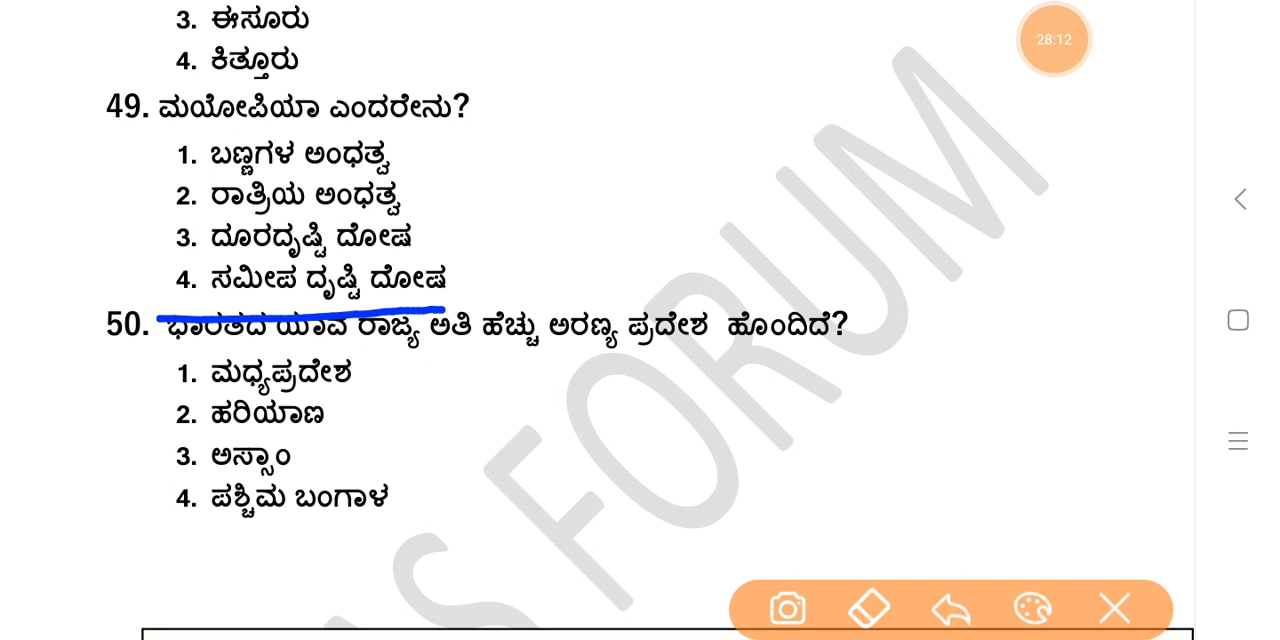 3. ಈಸೂರು
4. ಕಿತ್ತೂರು
28:12
49. ಮಯೋಪಿಯಾ ಎಂದರೇನು?
1. ಬಣ್ಣಗಳ ಅಂಧತ್ವ
2. ರಾತ್ರಿಯ ಅಂಧತ್ವ
3. ದೂರದೃಷ್ಟಿ ದೋಷ
4. ಸಮೀಪ ದೃಷ್ಟಿ ದೋಷ
50. ಭಾರತದ ಯಾವ ರಾಜ್ಯ ಅತಿ ಹೆಚ್ಚು ಅರಣ್ಯ ಪ್ರದೇಶ ಹೊಂದಿದೆ?
1. ಮಧ್ಯಪ್ರದೇಶ
2. ಹರಿಯಾಣ
3. ಅಸ್ಸಾಂ
4. ಪಶ್ಚಿಮ ಬಂಗಾಳ
FORUM